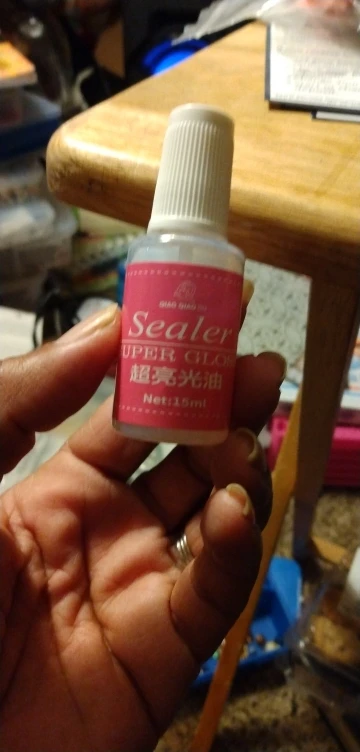 Sealer
UPER GLOS
超亮光油
Net:15ml